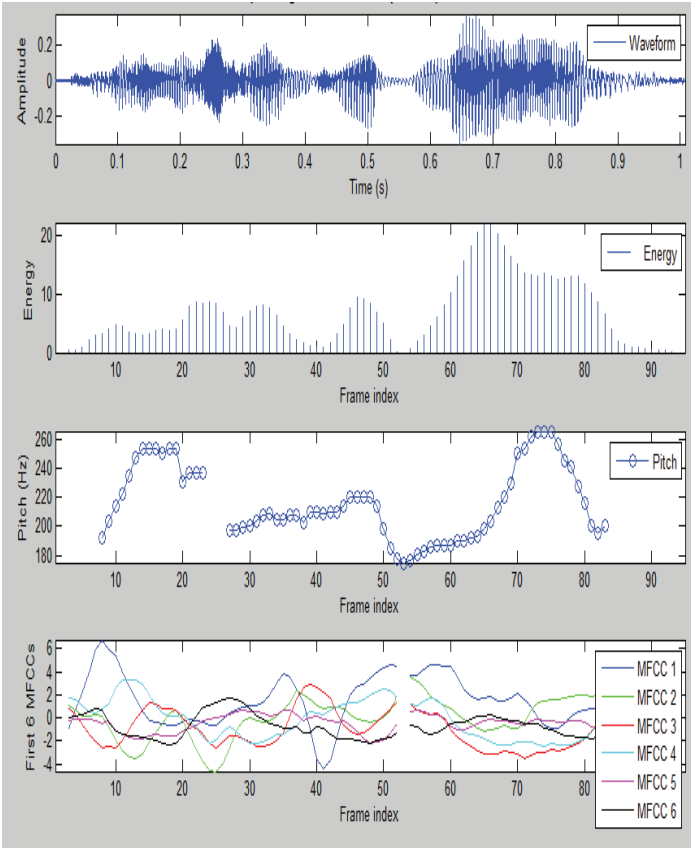 Amplitude
0.2
0
-0.2
Waveform
0 0.1 0.2 0.3 0.4 0.5 0.6 0.7 0.8 0.9 1
Time (s)
Energy
20
10
0
Energy
10 20 30 40 50 60 70 80 90
Frame index
Pitch (Hz)
260
240
220
200
180
Pitch
10 20 30 40 50 60 70 80 90
Frame index
First 6 MFCCs
6
4
2
0
-2
-4
MFCC 1
MFCC 2
MFCC 3
MFCC 4
MFCC 5
MFCC 6
10 20 30 40 50 60 70 80
Frame index